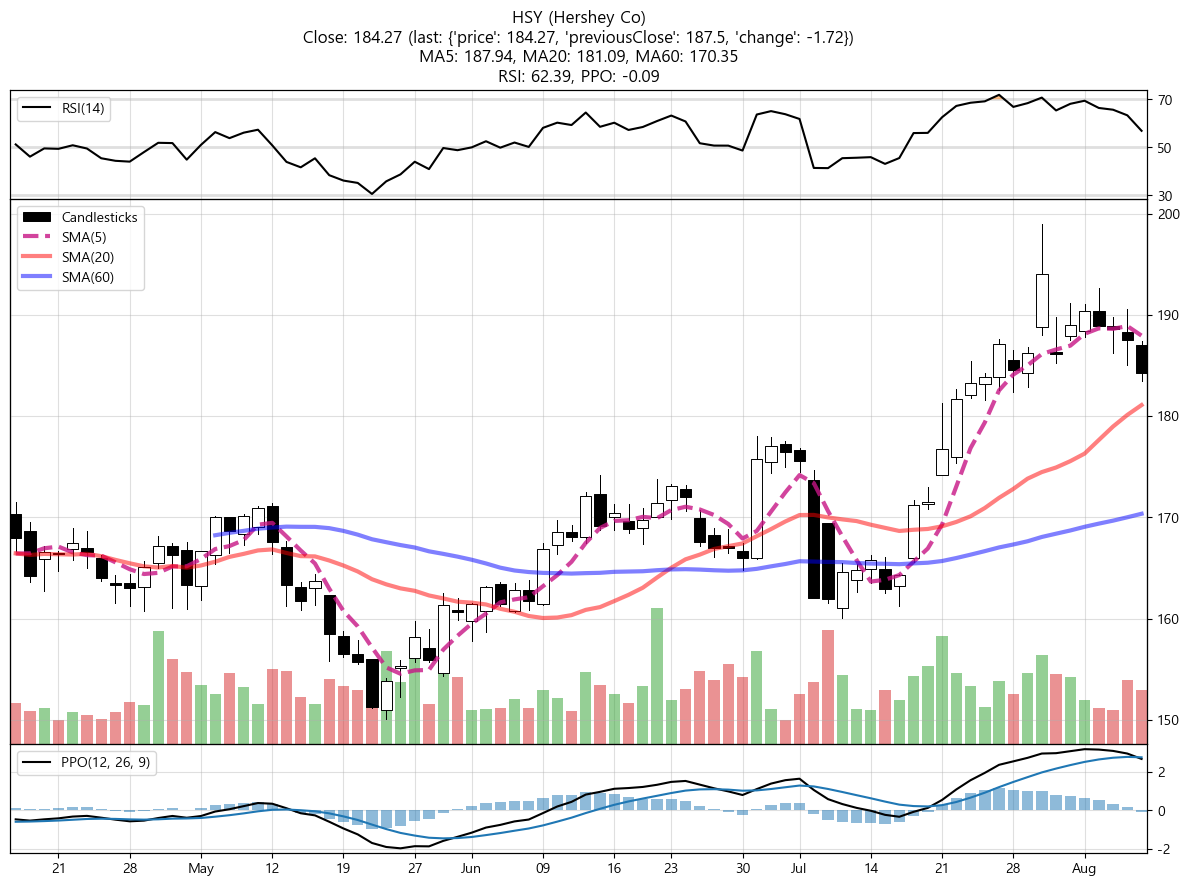 HSY (Hershey Co)
Close: 184.27 (last: {'price': 184.27, 'previousClose': 187.5, 'change': -1.72})
MA5: 187.94, MA20: 181.09, MA60: 170.35
RSI: 62.39, PPO: -0.09
RSI(14)
70
50
30
Candlesticks
SMA(5)
SMA(20)
SMA(60)
200
190
180
170
160
150
PPO(12, 26, 9)
2
0
-2
21 28 May 12 19 27 Jun 09 16 23 30 Jul 14 21 28 Aug